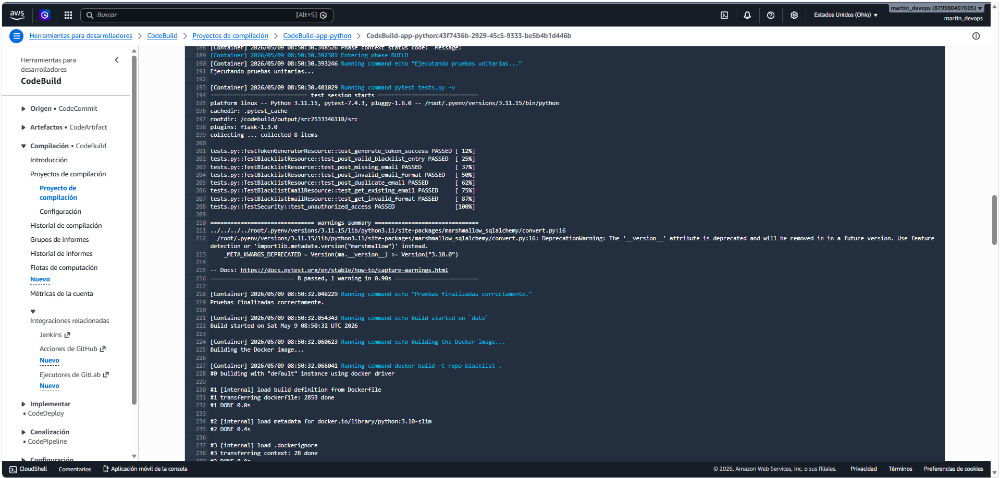 aws
Buscar
[Alt+S]
Estados Unidos (Ohio)
martin_devops (879980497605)
martin_devops
Herramientas para desarrolladores
CodeBuild
Proyectos de compilación
CodeBuild-app-python
CodeBuild-app-python:43f7436b-2929-45c5-9333-be5b4b1d446b
Herramientas para
desarrolladores
CodeBuild
Origen • CodeCommit
Artefactos • CodeArtifact
Compilación • CodeBuild
Introducción
Proyectos de compilación
Proyecto de
compilación
Configuración
Historial de compilación
Grupos de informes
Historial de informes
Flotas de computación
Nuevo
Métricas de la cuenta
Integraciones relacionadas
Jenkins
Acciones de GitHub
Nuevo
Ejecutores de GitLab
Nuevo
Implementar
• CodeDeploy
Canalización
• CodePipeline
Configuración
188 [Container] 2026/05/09 08:50:30.348526 Phase context status code:  Message:
189 [Container] 2026/05/09 08:50:30.392381 Entering phase BUILD
190 [Container] 2026/05/09 08:50:30.393246 Running command echo "Ejecutando pruebas unitarias..."
191 Ejecutando pruebas unitarias...
192
193 [Container] 2026/05/09 08:50:30.401029 Running command pytest tests.py -v
194 ============================= test session starts ==============================
195 platform linux -- Python 3.11.15, pytest-7.4.3, pluggy-1.6.0 -- /root/.pyenv/versions/3.11.15/bin/python
196 cachedir: .pytest_cache
197 rootdir: /codebuild/output/src2533346118/src
198 plugins: flask-1.3.0
199 collecting ... collected 8 items
200
201 tests.py::TestTokenGeneratorResource::test_generate_token_success PASSED [ 12%]
202 tests.py::TestBlacklistResource::test_post_valid_blacklist_entry PASSED  [ 25%]
203 tests.py::TestBlacklistResource::test_post_missing_email PASSED          [ 37%]
204 tests.py::TestBlacklistResource::test_post_invalid_email_format PASSED   [ 50%]
205 tests.py::TestBlacklistResource::test_post_duplicate_email PASSED        [ 62%]
206 tests.py::TestBlacklistEmailResource::test_get_existing_email PASSED     [ 75%]
207 tests.py::TestBlacklistEmailResource::test_get_invalid_format PASSED     [ 87%]
208 tests.py::TestSecurity::test_unauthorized_access PASSED                  [100%]
209
210 =============================== warnings summary ===============================
211 ../../../../root/.pyenv/versions/3.11.15/lib/python3.11/site-packages/marshmallow_sqlalchemy/convert.py:16
212   /root/.pyenv/versions/3.11.15/lib/python3.11/site-packages/marshmallow_sqlalchemy/convert.py:16: DeprecationWarning: The '__version__' attribute is deprecated and will be removed in in a future version. Use feature
detection or 'importlib.metadata.version("marshmallow")' instead.
213     _META_KWARGS_DEPRECATED = Version(ma.__version__) >= Version("3.10.0")
214
215 -- Docs: https://docs.pytest.org/en/stable/how-to/capture-warnings.html
216 ========================= 8 passed, 1 warning in 0.90s =========================
217
218 [Container] 2026/05/09 08:50:32.048229 Running command echo "Pruebas finalizadas correctamente."
219 Pruebas finalizadas correctamente.
220
221 [Container] 2026/05/09 08:50:32.054343 Running command echo Build started on `date`
222 Build started on Sat May 9 08:50:32 UTC 2026
223
224 [Container] 2026/05/09 08:50:32.060623 Running command echo Building the Docker image...
225 Building the Docker image...
226
227 [Container] 2026/05/09 08:50:32.066041 Running command docker build -t repo-blacklist .
228 #0 building with "default" instance using docker driver
229
230 #1 [internal] load build definition from Dockerfile
231 #1 transferring dockerfile: 285B done
232 #1 DONE 0.0s
233
234 #2 [internal] load metadata for docker.io/library/python:3.10-slim
235 #2 DONE 0.4s
236
237 #3 [internal] load .dockerignore
238 #3 transferring context: 2B done
239 #3 DONE 0.0s
CloudShell
Comentarios
Aplicación móvil de la consola
© 2026, Amazon Web Services, Inc. o sus filiales.
Privacidad
Términos
Preferencias de cookies